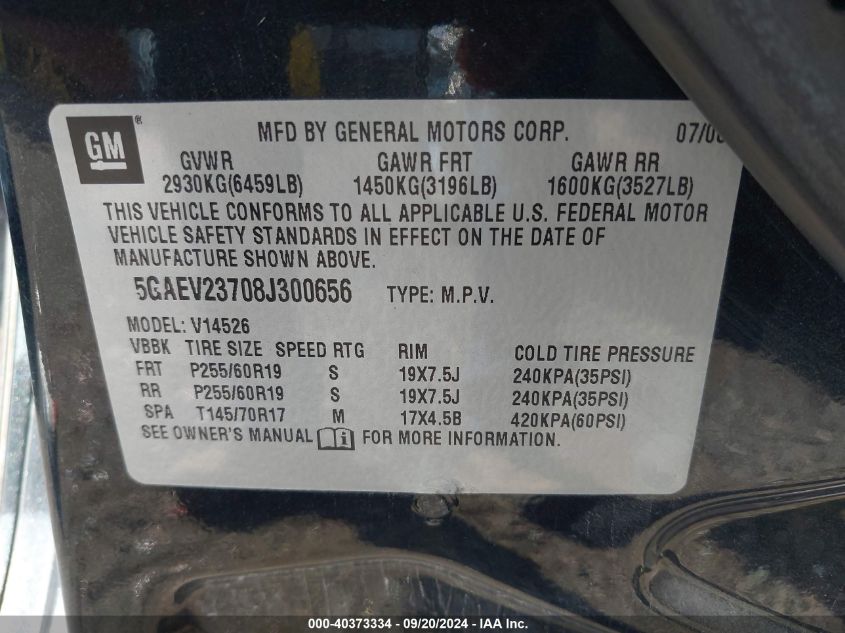 GM®
MFD BY GENERAL MOTORS CORP. 07/0
GVWR GAWR FRT GAWR RR
2930KG(6459LB) 1450KG(3196LB) 1600KG(3527LB)
THIS VEHICLE CONFORMS TO ALL APPLICABLE U.S. FEDERAL MOTOR
VEHICLE SAFETY STANDARDS IN EFFECT ON THE DATE OF
MANUFACTURE SHOWN ABOVE.
5GAEV23708J300656 TYPE: M.P.V.
MODEL: V14526
VBBK TIRE SIZE SPEED RTG RIM COLD TIRE PRESSURE
FRT P255/60R19 S 19X7.5J 240KPA(35PSI)
RR P255/60R19 S 19X7.5J 240KPA(35PSI)
SPA T145/70R17 M 17X4.5B 420KPA(60PSI)
SEE OWNER'S MANUAL i FOR MORE INFORMATION.
000-40373334 - 09/20/2024 - IAA Inc.